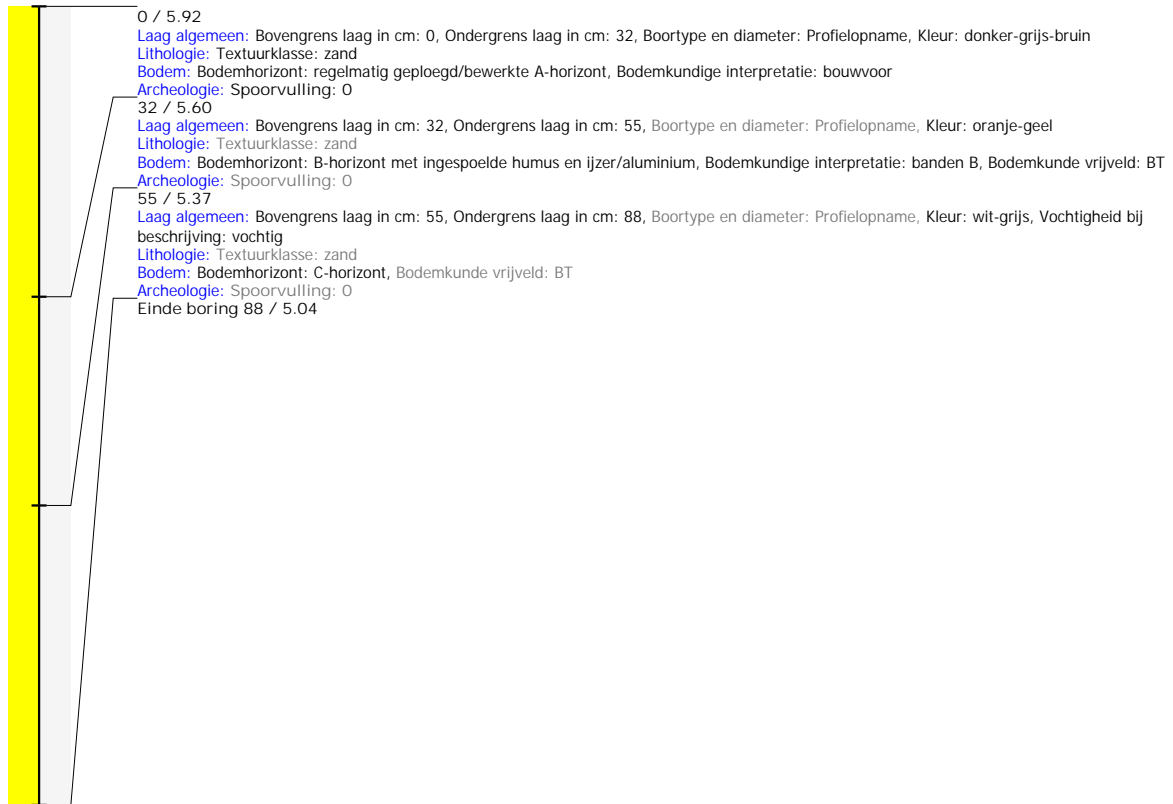 0 / 5.92
Laag algemeen: Bovengrens laag in cm: 0, Ondergrens laag in cm: 32, Boortype en diameter: Profielopname, Kleur: donker-grijs-bruin
Lithologie: Textuurklasse: zand
Bodem: Bodemhorizont: regelmatig geploegd/bewerkte A-horizont, Bodemkundige interpretatie: bouwvoor
Archeologie: Spoorvulling: 0
32 / 5.60
Laag algemeen: Bovengrens laag in cm: 32, Ondergrens laag in cm: 55, Boortype en diameter: Profielopname, Kleur: oranje-geel
Lithologie: Textuurklasse: zand
Bodem: Bodemhorizont: B-horizont met ingespoelde humus en ijzer/aluminium, Bodemkundige interpretatie: banden B, Bodemkunde vrijveld: BT
Archeologie: Spoorvulling: 0
55 / 5.37
Laag algemeen: Bovengrens laag in cm: 55, Ondergrens laag in cm: 88, Boortype en diameter: Profielopname, Kleur: wit-grijs, Vochtigheid bij
beschrijving: vochtig
Lithologie: Textuurklasse: zand
Bodem: Bodemhorizont: C-horizont, Bodemkunde vrijveld: BT
Archeologie: Spoorvulling: 0
Einde boring 88 / 5.04